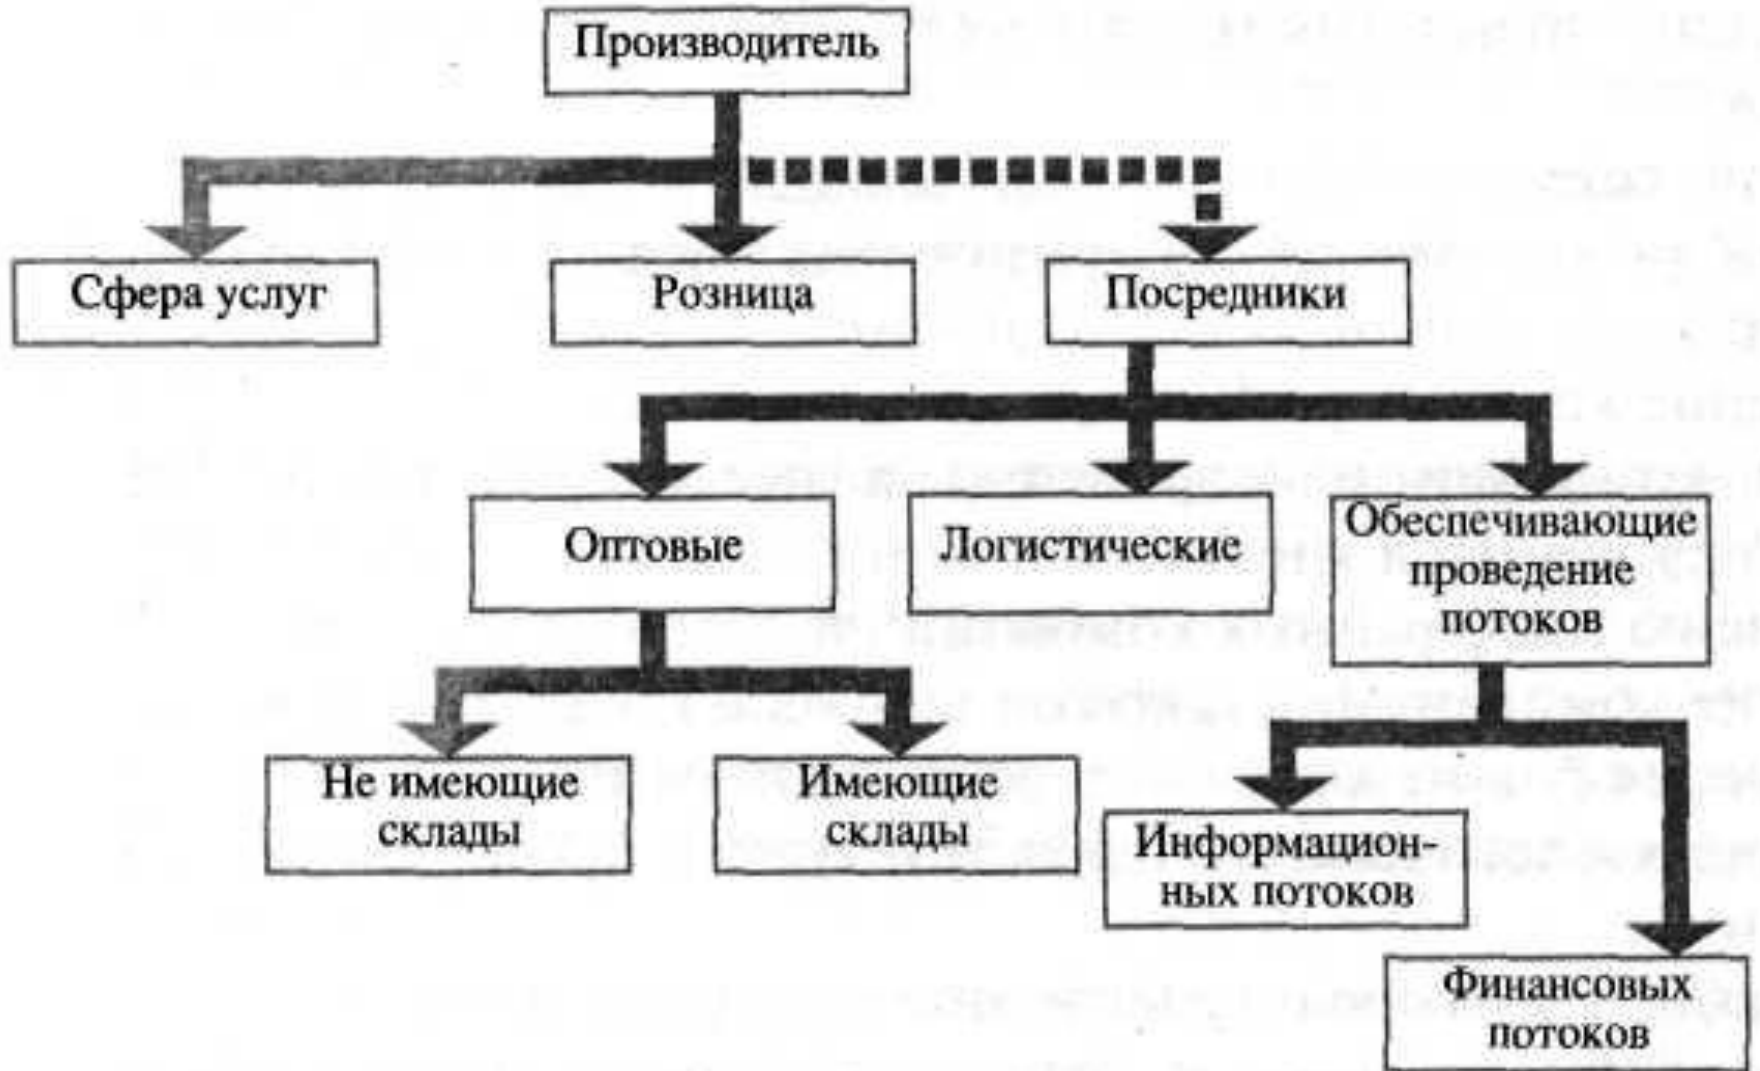 Производитель
Сфера услуг
Розница
Посредники
Оптовые
Логистические
Обеспечивающие
проведение
потоков
Не имеющие
склады
Имеющие
склады
Информацион-
ных потоков
Финансовых
потоков